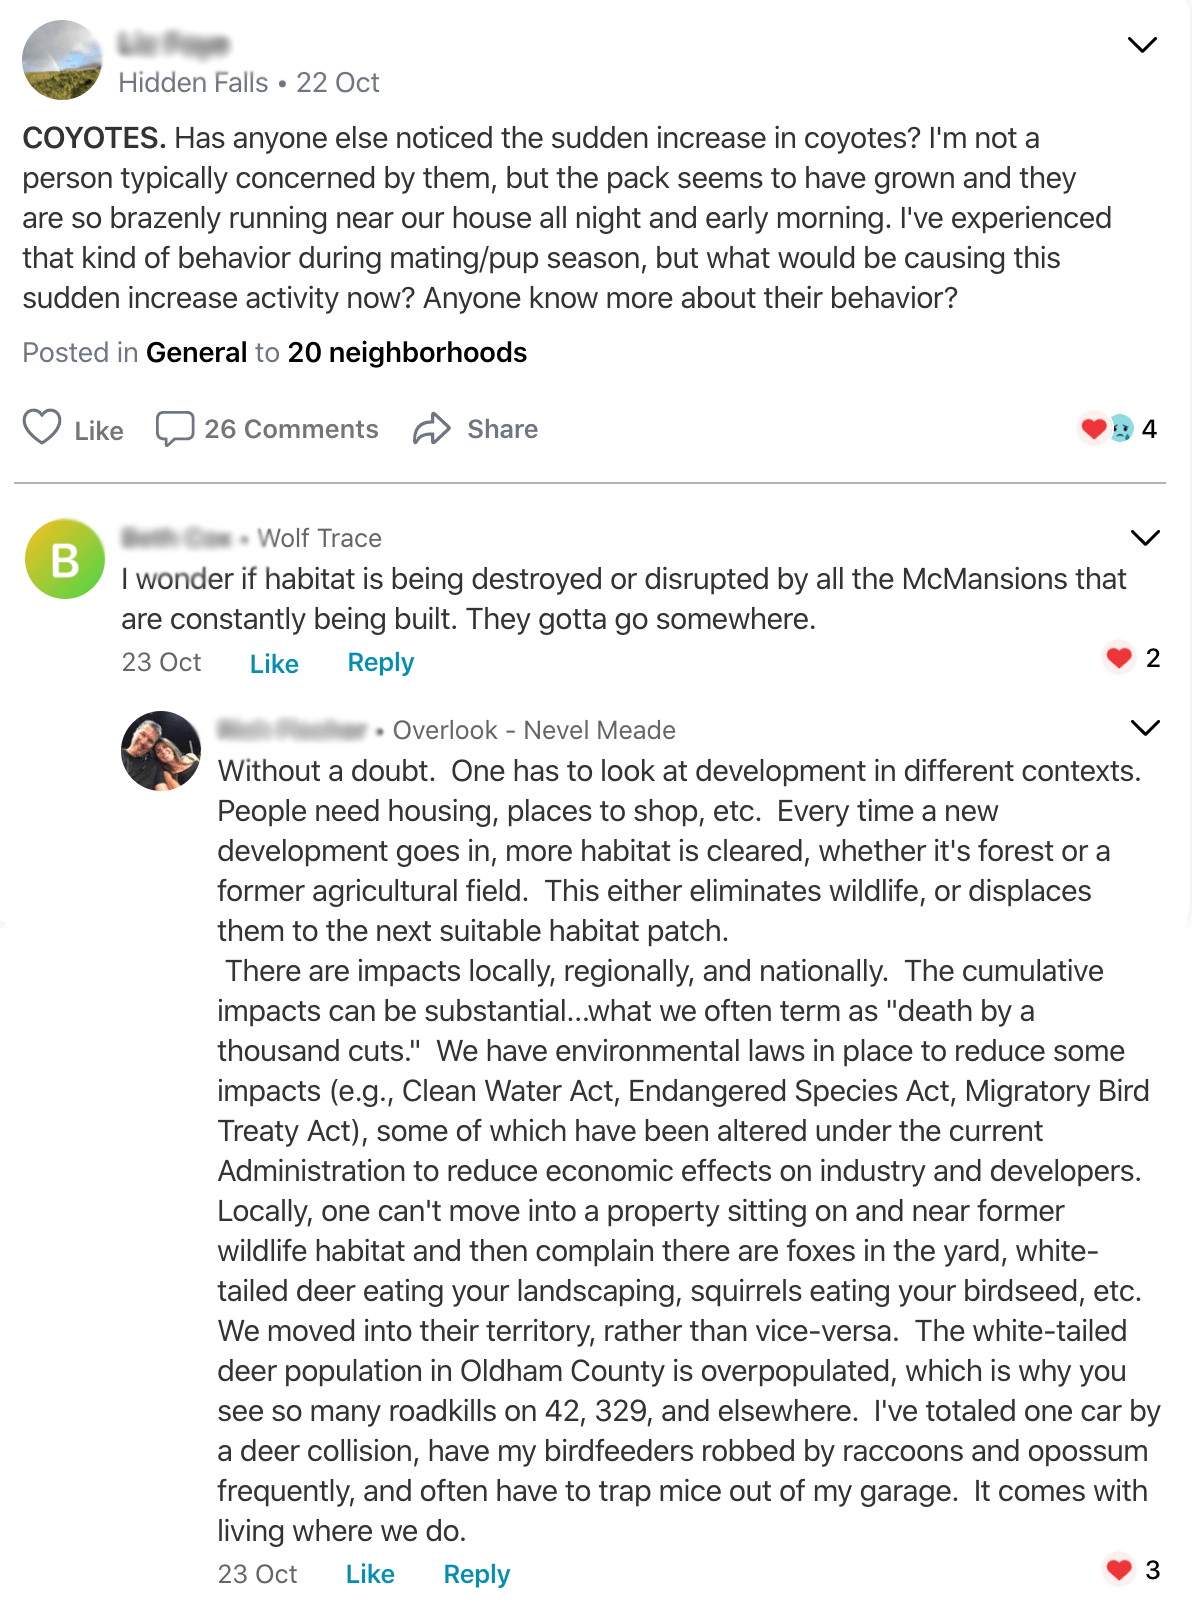 Hidden Falls • 22 Oct
COYOTES. Has anyone else noticed the sudden increase in coyotes? I'm not a
person typically concerned by them, but the pack seems to have grown and they
are so brazenly running near our house all night and early morning. I've experienced
that kind of behavior during mating/pup season, but what would be causing this
sudden increase activity now? Anyone know more about their behavior?
Posted in General to 20 neighborhoods
Like 26 Comments Share 4
B
• Wolf Trace
I wonder if habitat is being destroyed or disrupted by all the McMansions that
are constantly being built. They gotta go somewhere.
23 Oct Like Reply 2
• Overlook - Nevel Meade
Without a doubt.  One has to look at development in different contexts.
People need housing, places to shop, etc.  Every time a new
development goes in, more habitat is cleared, whether it's forest or a
former agricultural field.  This either eliminates wildlife, or displaces
them to the next suitable habitat patch.
There are impacts locally, regionally, and nationally.  The cumulative
impacts can be substantial...what we often term as "death by a
thousand cuts."  We have environmental laws in place to reduce some
impacts (e.g., Clean Water Act, Endangered Species Act, Migratory Bird
Treaty Act), some of which have been altered under the current
Administration to reduce economic effects on industry and developers.
Locally, one can't move into a property sitting on and near former
wildlife habitat and then complain there are foxes in the yard, white-
tailed deer eating your landscaping, squirrels eating your birdseed, etc.
We moved into their territory, rather than vice-versa.  The white-tailed
deer population in Oldham County is overpopulated, which is why you
see so many roadkills on 42, 329, and elsewhere.  I've totaled one car by
a deer collision, have my birdfeeders robbed by raccoons and opossum
frequently, and often have to trap mice out of my garage.  It comes with
living where we do.
23 Oct Like Reply 3